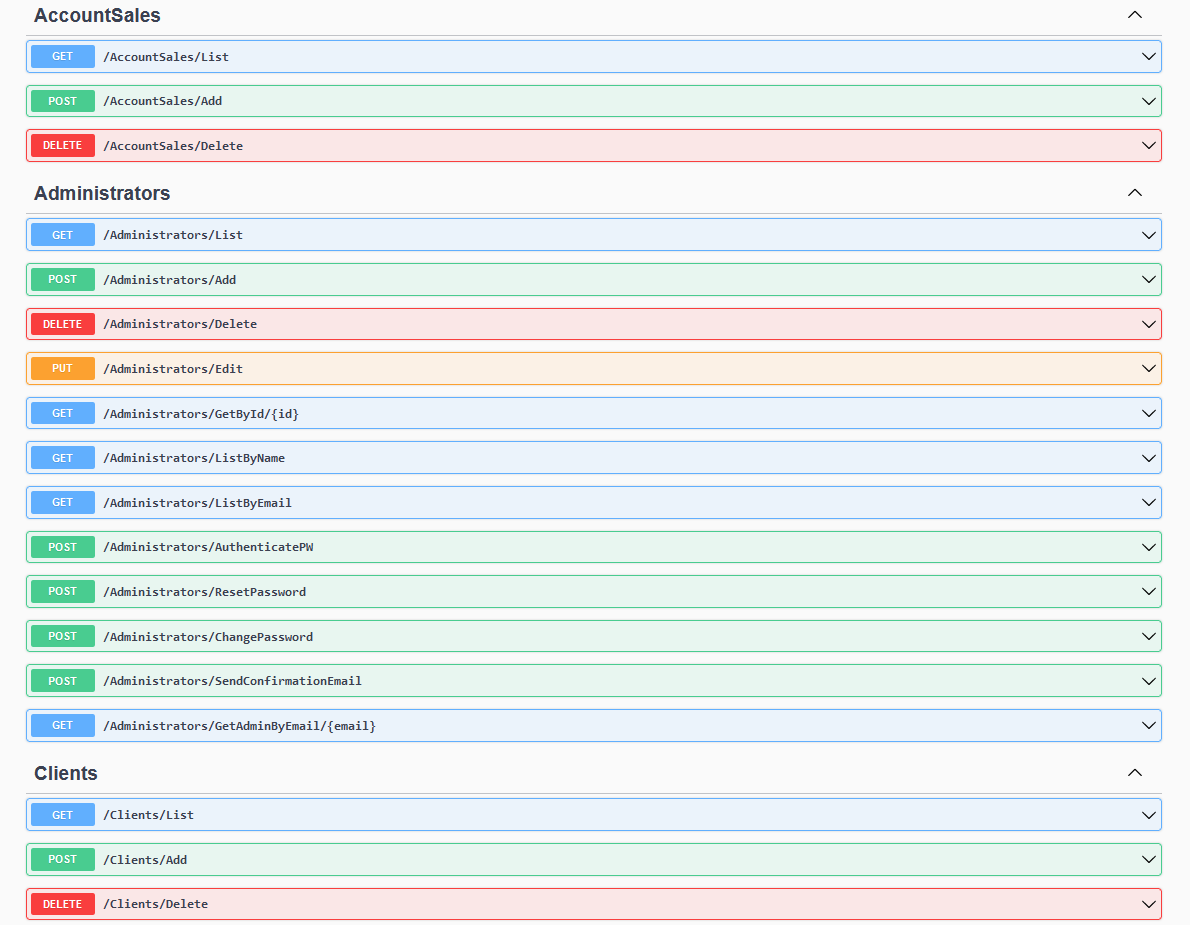 AccountSales
GET /AccountSales/List
POST /AccountSales/Add
DELETE /AccountSales/Delete
Administrators
GET /Administrators/List
POST /Administrators/Add
DELETE /Administrators/Delete
PUT /Administrators/Edit
GET /Administrators/GetById/{id}
GET /Administrators/ListByName
GET /Administrators/ListByEmail
POST /Administrators/AuthenticatePW
POST /Administrators/ResetPassword
POST /Administrators/ChangePassword
POST /Administrators/SendConfirmationEmail
GET /Administrators/GetAdminByEmail/{email}
Clients
GET /Clients/List
POST /Clients/Add
DELETE /Clients/Delete